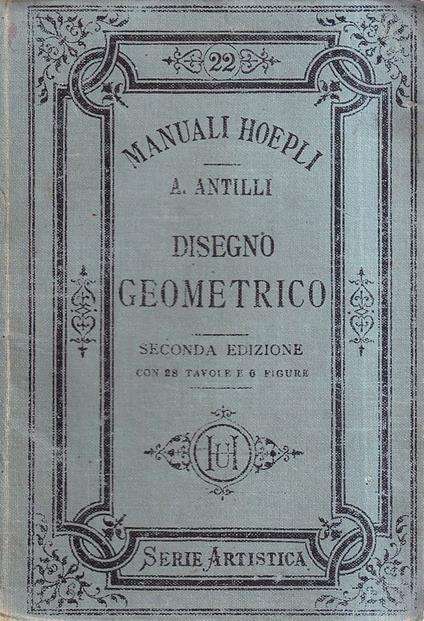 22
MANUALI HOEPLI
A. ANTILLI
DISEGNO
GEOMETRICO
SECONDA EDIZIONE
CON 28 TAVOLE E 6 FIGURE
UH
SERIE ARTISTICA